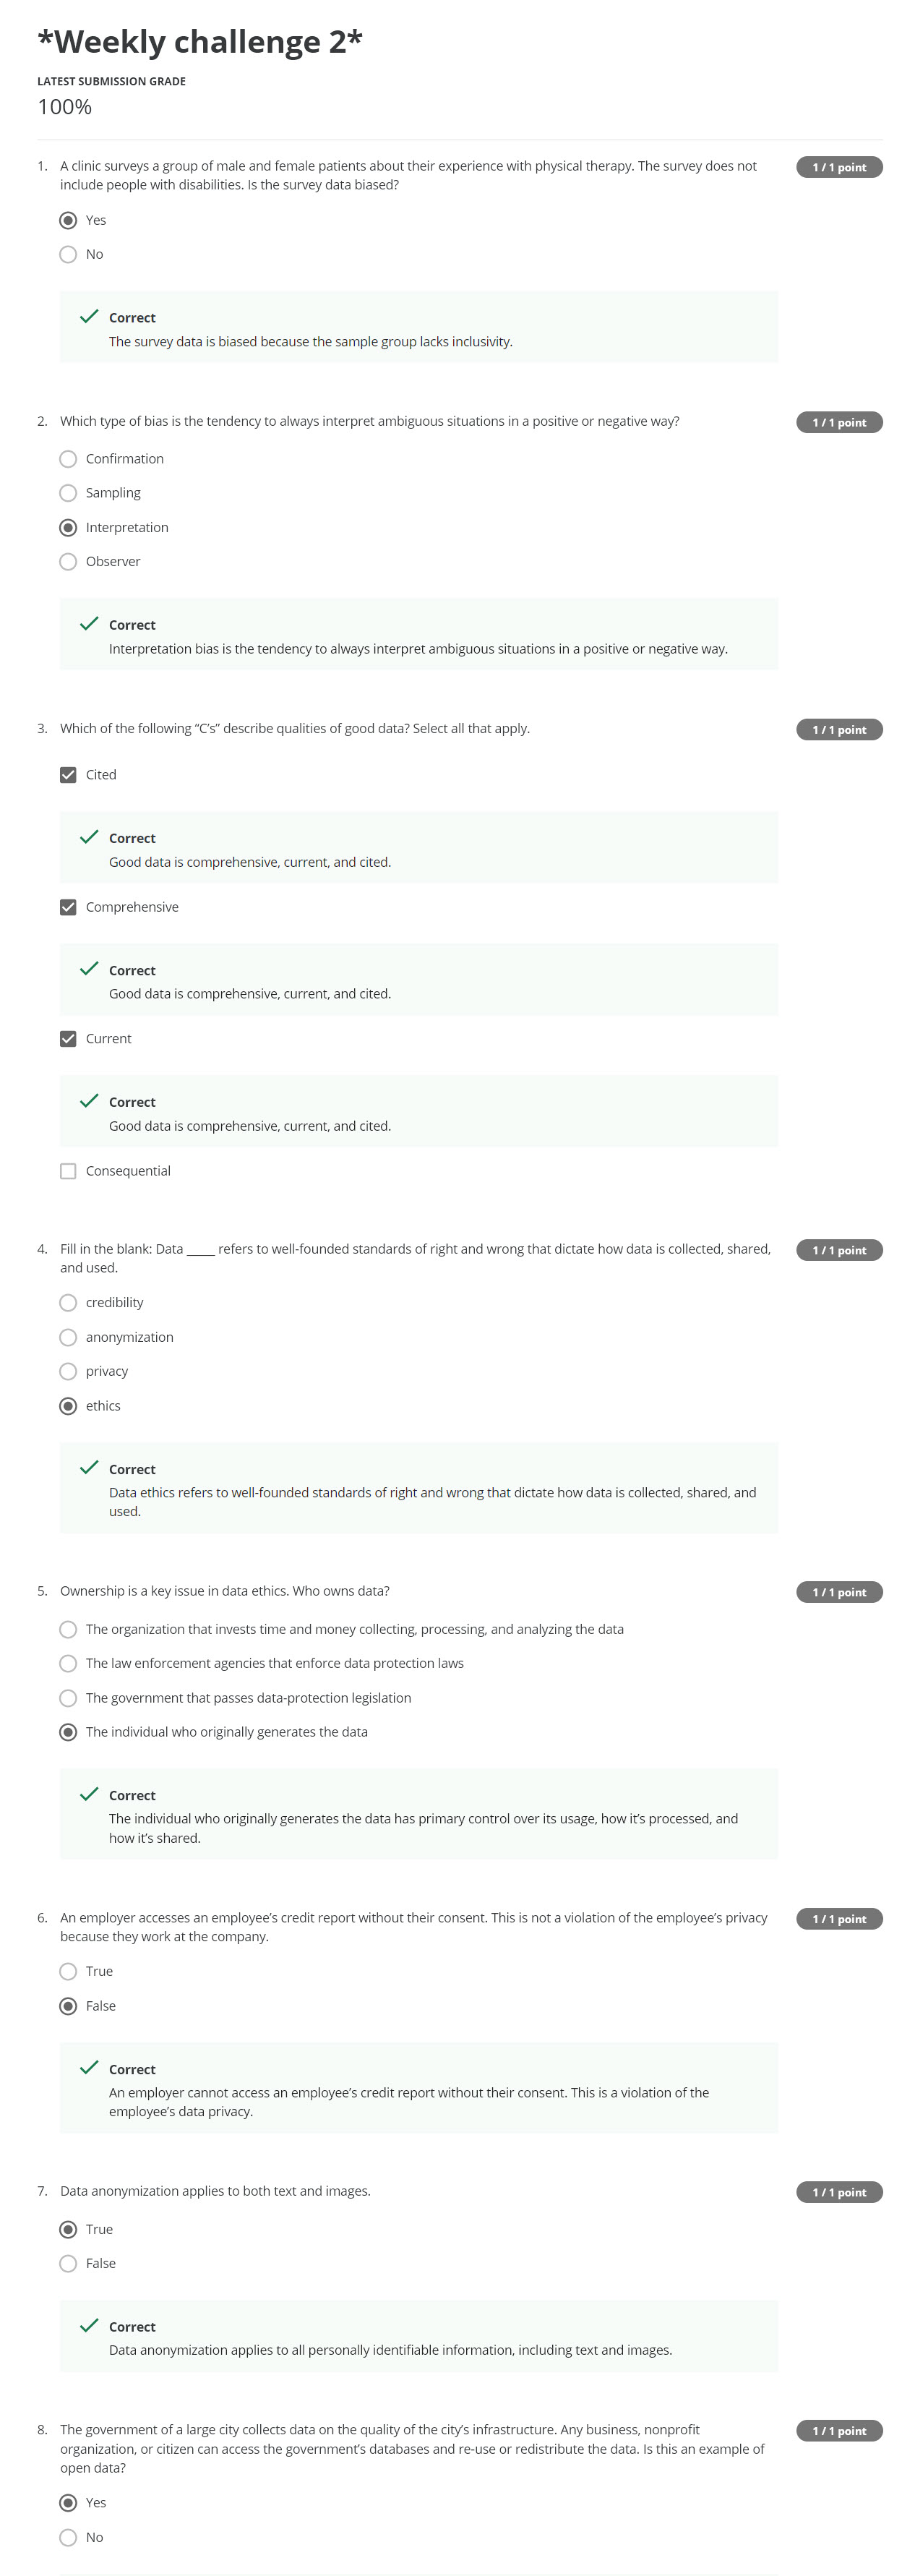 *Weekly challenge 2*
LATEST SUBMISSION GRADE
100%
1. A clinic surveys a group of male and female patients about their experience with physical therapy. The survey does not
include people with disabilities. Is the survey data biased?
1 / 1 point
Yes
No
Correct
The survey data is biased because the sample group lacks inclusivity.
2. Which type of bias is the tendency to always interpret ambiguous situations in a positive or negative way?
1 / 1 point
Confirmation
Sampling
Interpretation
Observer
Correct
Interpretation bias is the tendency to always interpret ambiguous situations in a positive or negative way.
3. Which of the following “C’s” describe qualities of good data? Select all that apply.
1 / 1 point
Cited
Correct
Good data is comprehensive, current, and cited.
Comprehensive
Correct
Good data is comprehensive, current, and cited.
Current
Correct
Good data is comprehensive, current, and cited.
Consequential
4. Fill in the blank: Data ____ refers to well-founded standards of right and wrong that dictate how data is collected, shared,
and used.
1 / 1 point
credibility
anonymization
privacy
ethics
Correct
Data ethics refers to well-founded standards of right and wrong that dictate how data is collected, shared, and
used.
5. Ownership is a key issue in data ethics. Who owns data?
1 / 1 point
The organization that invests time and money collecting, processing, and analyzing the data
The law enforcement agencies that enforce data protection laws
The government that passes data-protection legislation
The individual who originally generates the data
Correct
The individual who originally generates the data has primary control over its usage, how it’s processed, and
how it’s shared.
6. An employer accesses an employee’s credit report without their consent. This is not a violation of the employee’s privacy
because they work at the company.
1 / 1 point
True
False
Correct
An employer cannot access an employee’s credit report without their consent. This is a violation of the
employee’s data privacy.
7. Data anonymization applies to both text and images.
1 / 1 point
True
False
Correct
Data anonymization applies to all personally identifiable information, including text and images.
8. The government of a large city collects data on the quality of the city’s infrastructure. Any business, nonprofit
organization, or citizen can access the government’s databases and re-use or redistribute the data. Is this an example of
open data?
1 / 1 point
Yes
No